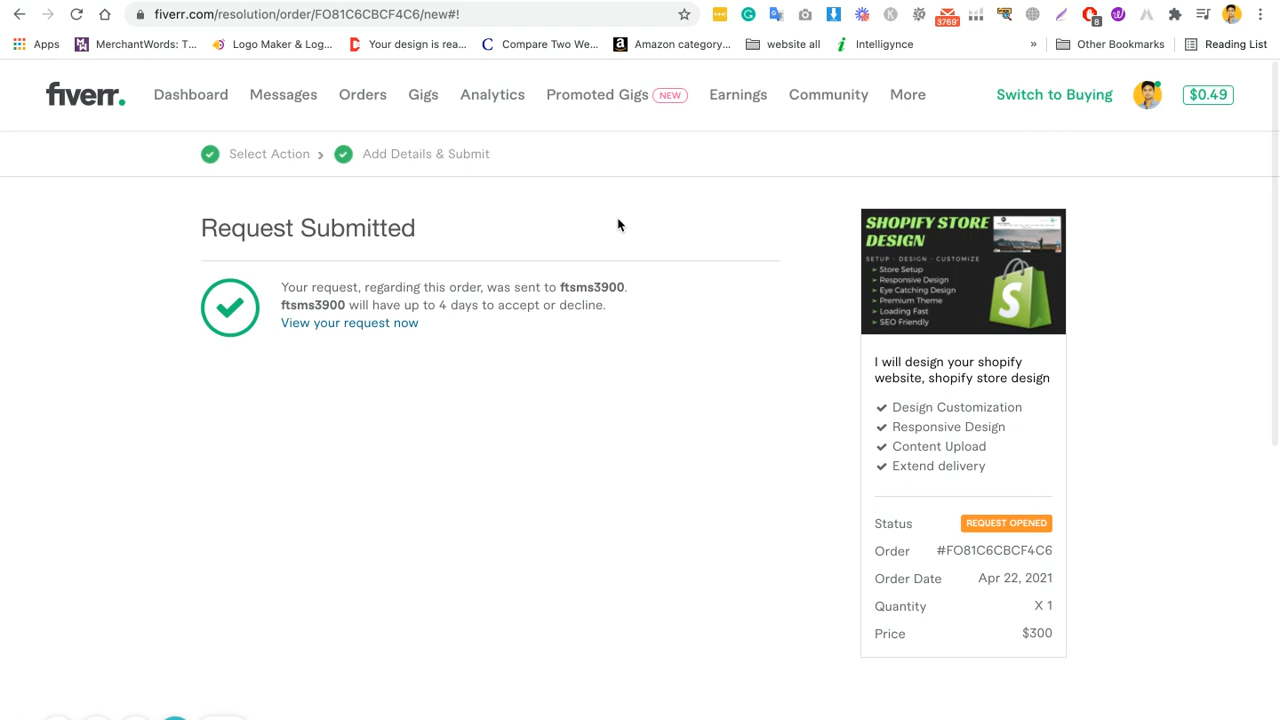 fiverr.com/resolution/order/FO81C6CBCF4C6/new#!
3769
8
Apps
MerchantWords: T...
Logo Maker & Log...
Your design is rea...
Compare Two We...
Amazon category...
website all
Intelligynce
»
Other Bookmarks
Reading List
fiverr.
Dashboard
Messages
Orders
Gigs
Analytics
Promoted Gigs NEW
Earnings
Community
More
Switch to Buying
$0.49
Select Action
Add Details & Submit
Request Submitted
Your request, regarding this order, was sent to ftsms3900.
ftsms3900 will have up to 4 days to accept or decline.
View your request now
SHOPIFY STORE
DESIGN
SETUP - DESIGN - CUSTOMIZE
Store Setup
Responsive Design
Eye Catching Design
Premium Theme
Loading Fast
SEO Friendly
I will design your shopify
website, shopify store design
Design Customization
Responsive Design
Content Upload
Extend delivery
Status REQUEST OPENED
Order #FO81C6CBCF4C6
Order Date Apr 22, 2021
Quantity X 1
Price $300